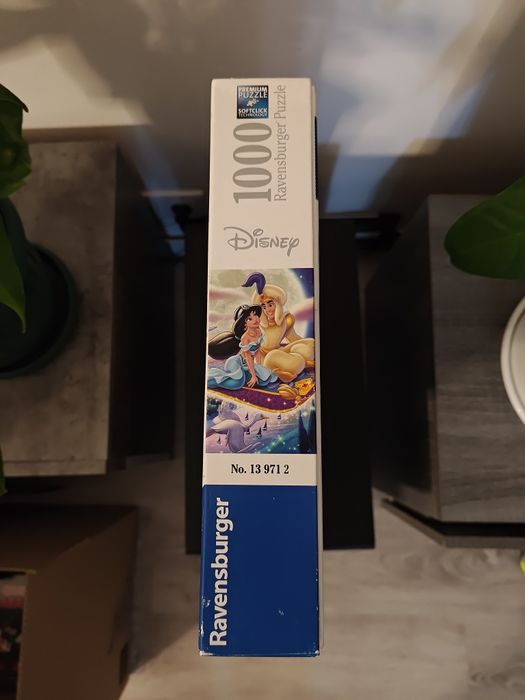 PREMIUM
PUZZLE
SOFTCLICK
TECHNOLOGY
1000
Ravensburger Puzzle
Disney
No. 13 971 2
Ravensburger